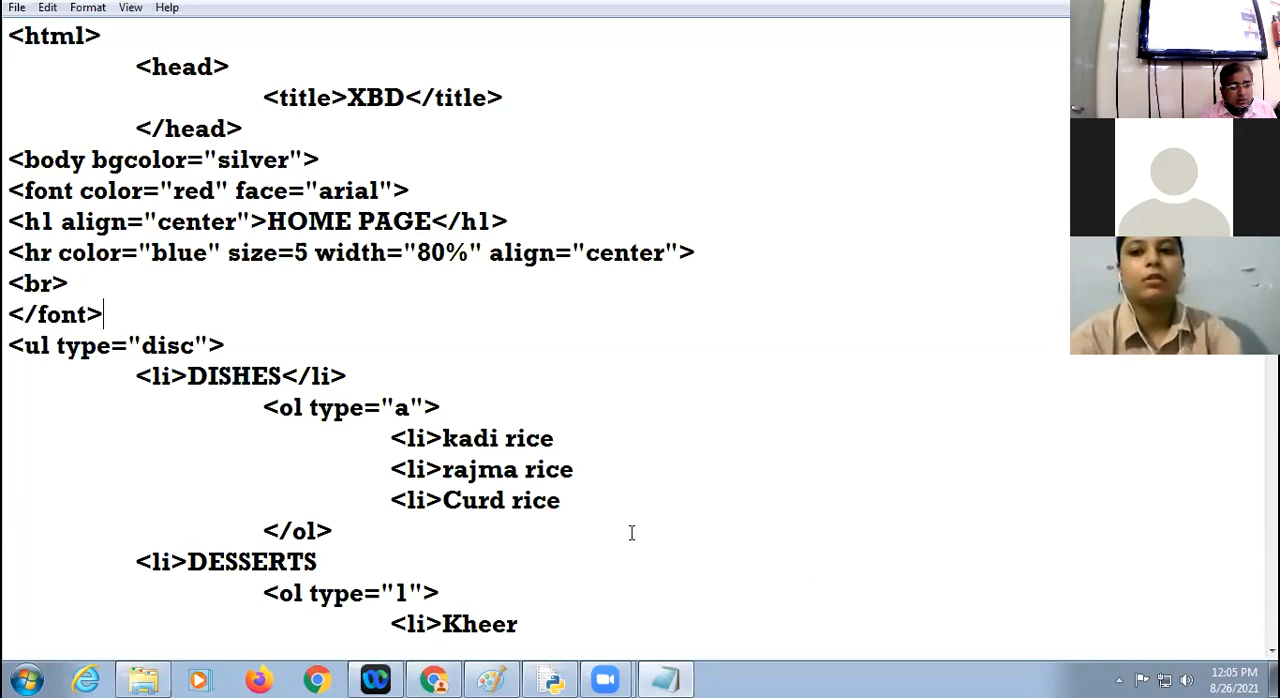 File Edit Format View Help
<html>
<head>
<title>XBD</title>
</head>
<body bgcolor="silver">
<font color="red" face="arial">
<h1 align="center">HOME PAGE</h1>
<hr color="blue" size=5 width="80%" align="center">
<br>
</font>
<ul type="disc">
<li>DISHES</li>
<ol type="a">
<li>kadi rice
<li>rajma rice
<li>Curd rice
</ol>
<li>DESSERTS
<ol type="1">
<li>Kheer
12:05 PM
8/26/2021